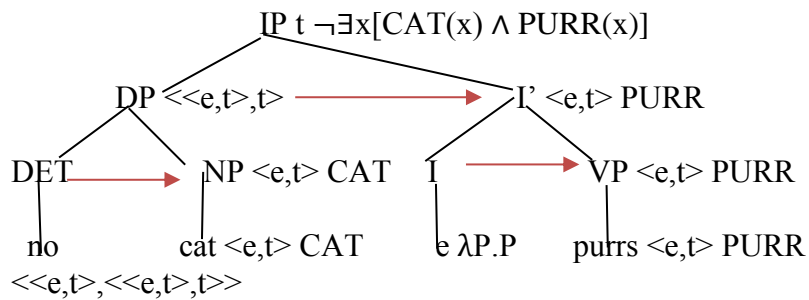 IP t ¬∃x[CAT(x) ∧ PURR(x)]
DP <<e,t>,t> I’ <e,t> PURR
DET NP <e,t> CAT I VP <e,t> PURR
no cat <e,t> CAT e λP.P purrs <e,t> PURR
<<e,t>,<<e,t>,t>>